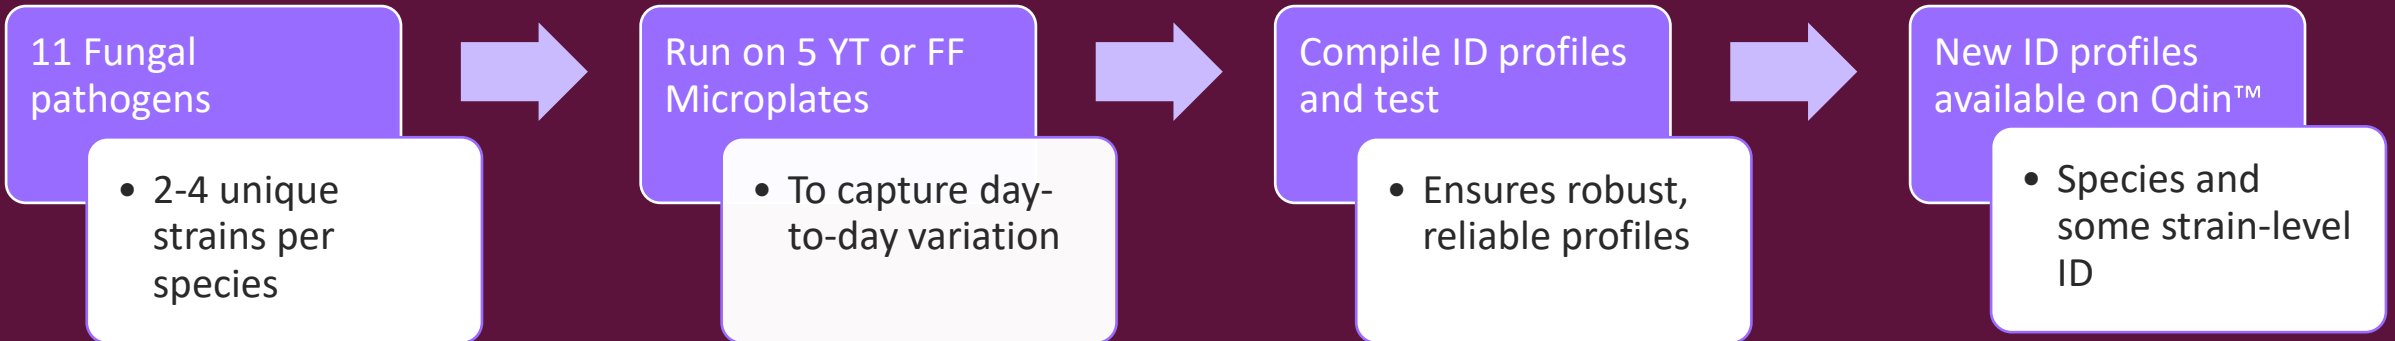 11 Fungal
pathogens
• 2-4 unique
strains per
species
Run on 5 YT or FF
Microplates
• To capture day-
to-day variation
Compile ID profiles
and test
• Ensures robust,
reliable profiles
New ID profiles
available on Odin™
• Species and
some strain-level
ID